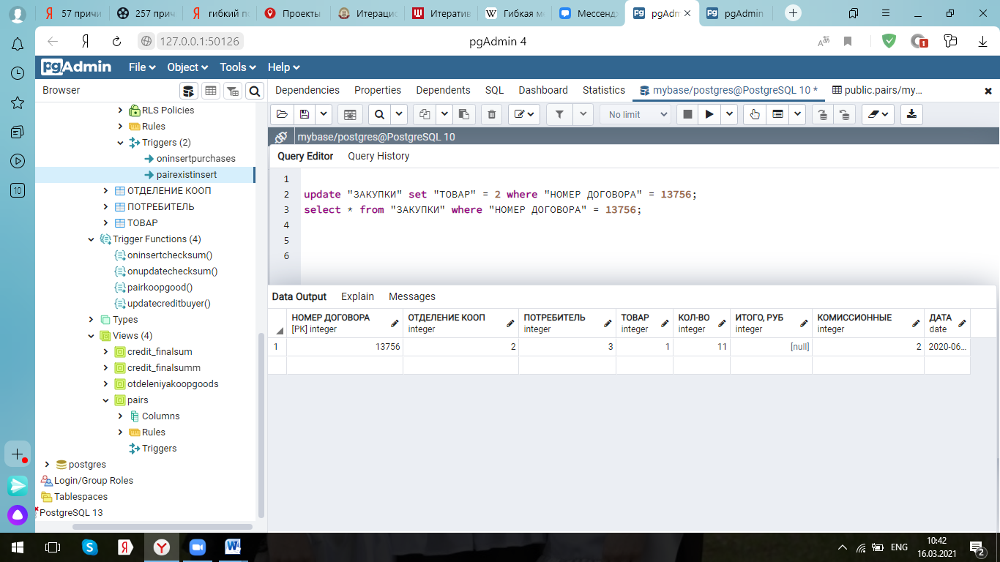 57 причи
257 прич
гибкий по
Проекты
Итерацис
Итератив
Гибкая ме
Мессендж
pgAdm
pgAdmin
127.0.0.1:50126
pgAdmin 4
1
pgAdmin
File
Object
Tools
Help
Browser
Dependencies
Properties
Dependents
SQL
Dashboard
Statistics
mybase/postgres@PostgreSQL 10 *
public.pairs/my...
No limit
mybase/postgres@PostgreSQL 10
Query Editor
Query History
1
2 update "ЗАКУПКИ" set "ТОВАР" = 2 where "НОМЕР ДОГОВОРА" = 13756;
3 select * from "ЗАКУПКИ" where "НОМЕР ДОГОВОРА" = 13756;
4
5
6
RLS Policies
Rules
Triggers (2)
oninsertpurchases
pairexistinsert
ОТДЕЛЕНИЕ КООП
ПОТРЕБИТЕЛЬ
ТОВАР
Trigger Functions (4)
oninsertchecksum()
onupdatechecksum()
pairkoopgood()
updatecreditbuyer()
Types
Views (4)
credit_finalsum
credit_finalsumm
otdeleniyakoopgoods
pairs
Columns
Rules
Triggers
postgres
Login/Group Roles
Tablespaces
PostgreSQL 13
Data Output
Explain
Messages
НОМЕР ДОГОВОРА
[PK] integer
ОТДЕЛЕНИЕ КООП
integer
ПОТРЕБИТЕЛЬ
integer
ТОВАР
integer
КОЛ-ВО
integer
ИТОГО, РУБ
integer
КОМИССИОННЫЕ
integer
ДАТА
date
1 13756 2 3 1 11 [null] 2 2020-06...
10
ENG
10:42
16.03.2021
2